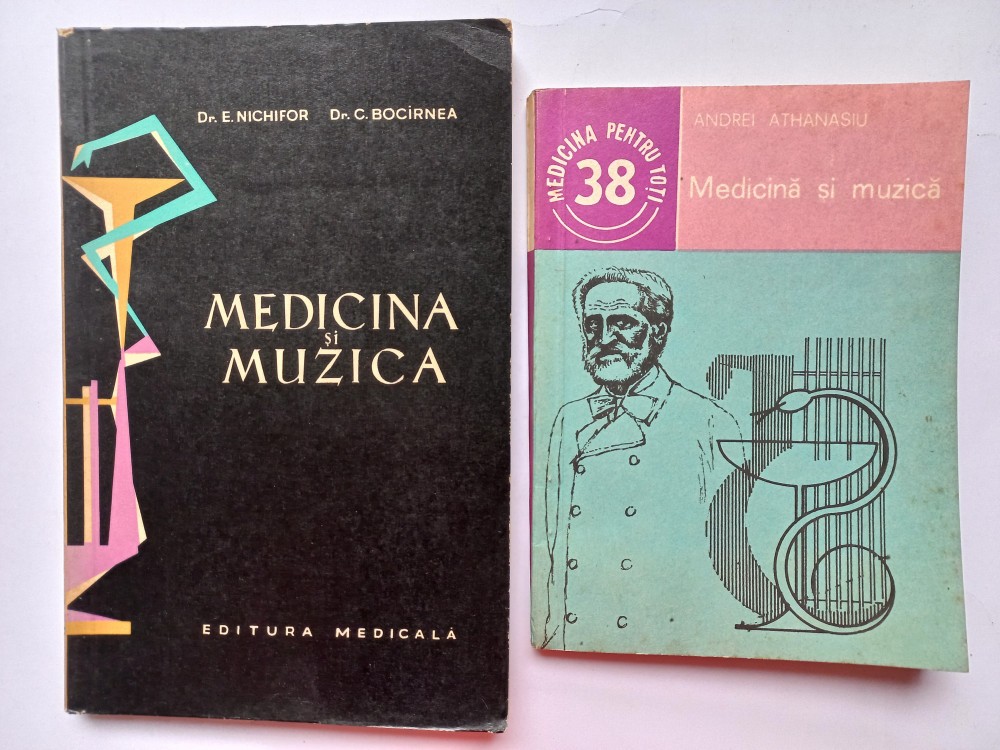 Dr. E. NICHIFOR Dr. C. BOCÎRNEA
MEDICINA
și
MUZICA
EDITURA MEDICALĂ
MEDICINA PENTRU TOȚI
38
ANDREI ATHANASIU
Medicină și muzică